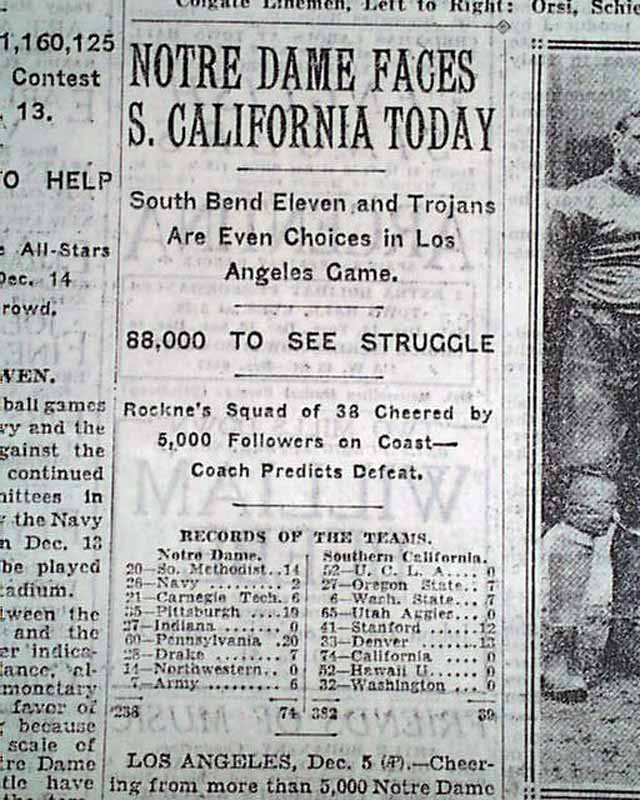 Colgate Linemen, Left to Right: Orsi, Schie
1,160,125
Contest
. 13.
TO HELP
e All-Stars
Dec. 14
rowd.
VEN.
ball games
vy and the
gainst the
continued
mittees in
y the Navy
n Dec. 13
be played
tadium.
tween the
and the
er indica-
lance, al-
monetary
favor of
because
scale of
tre Dame
tle have
NOTRE DAME FACES
S. CALIFORNIA TODAY
South Bend Eleven and Trojans
Are Even Choices in Los
Angeles Game.
88,000 TO SEE STRUGGLE
Rockne's Squad of 38 Cheered by
5,000 Followers on Coast—
Coach Predicts Defeat.
RECORDS OF THE TEAMS.
Notre Dame.
20—So. Methodist..14
26—Navy ......... 2
21—Carnegie Tech. 6
35—Pittsburgh ....19
27—Indiana ....... 0
60—Pennsylvania .20
28—Drake ........ 7
14—Northwestern.. 0
7—Army ......... 6
238 74
Southern California.
52—U. C. L. A.... 0
27—Oregon State.. 7
6—Wash. State... 7
65—Utah Aggies... 0
41—Stanford ......12
33—Denver .......13
74—California .... 0
52—Hawaii U...... 0
32—Washington ... 0
382 39
LOS ANGELES, Dec. 5 (AP).—Cheer-
ing from more than 5,000 Notre Dame